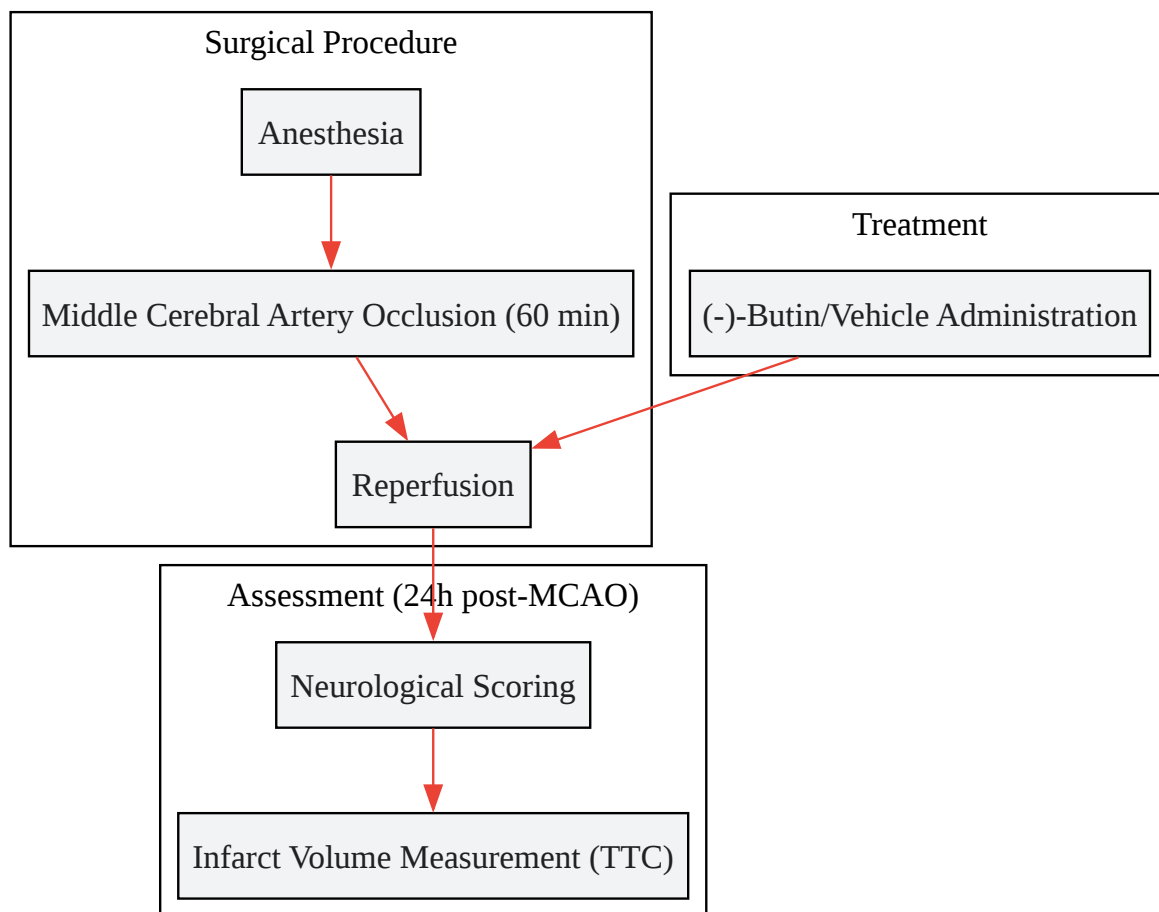 Surgical Procedure
Anesthesia
Treatment
Middle Cerebral Artery Occlusion (60 min)
(-)-Butin/Vehicle Administration
Reperfusion
Assessment (24h post-MCAO)
Neurological Scoring
Infarct Volume Measurement (TTC)